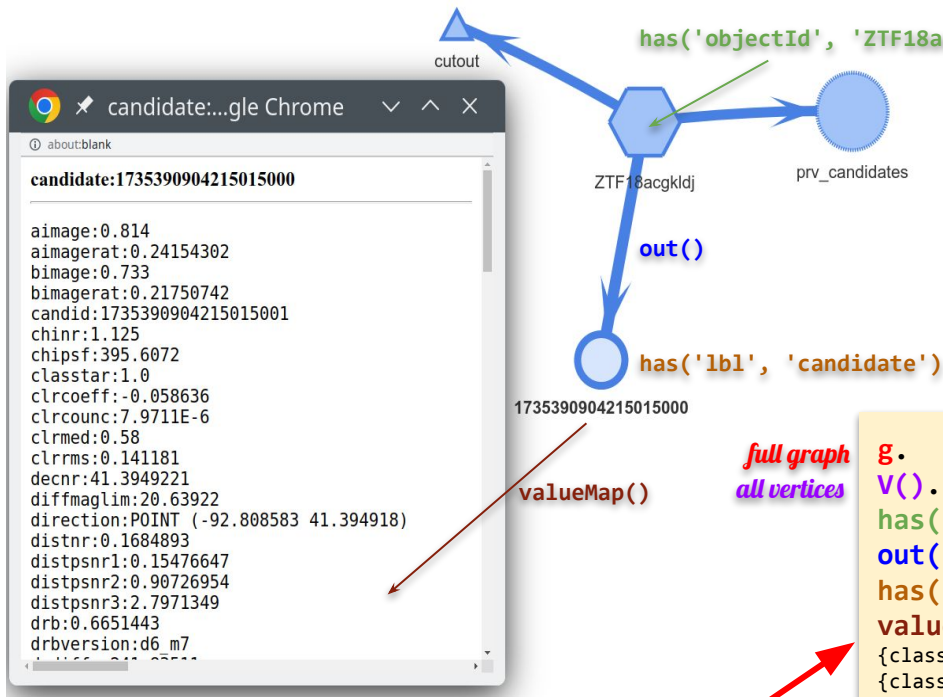 cutout
has('objectId', 'ZTF18a
ZTF18acgkldj
prv_candidates
out()
has('lbl', 'candidate')
1735390904215015000
valueMap()
candidate:...gle Chrome
about:blank
candidate:1735390904215015000
aimage:0.814
aimagerat:0.24154302
bimage:0.733
bimagerat:0.21750742
candid:1735390904215015001
chinr:1.125
chipsf:395.6072
classtar:1.0
clrcoeff:-0.058636
clrcounc:7.9711E-6
clrmed:0.58
clrrms:0.141181
decnr:41.3949221
diffmaglim:20.63922
direction:POINT (-92.808583 41.394918)
distnr:0.1684893
distpsnr1:0.15476647
distpsnr2:0.90726954
distpsnr3:2.7971349
drb:0.6651443
drbversion:d6_m7
full graph
all vertices
g.
V().
has(
out(
has(
valu
{class
{class